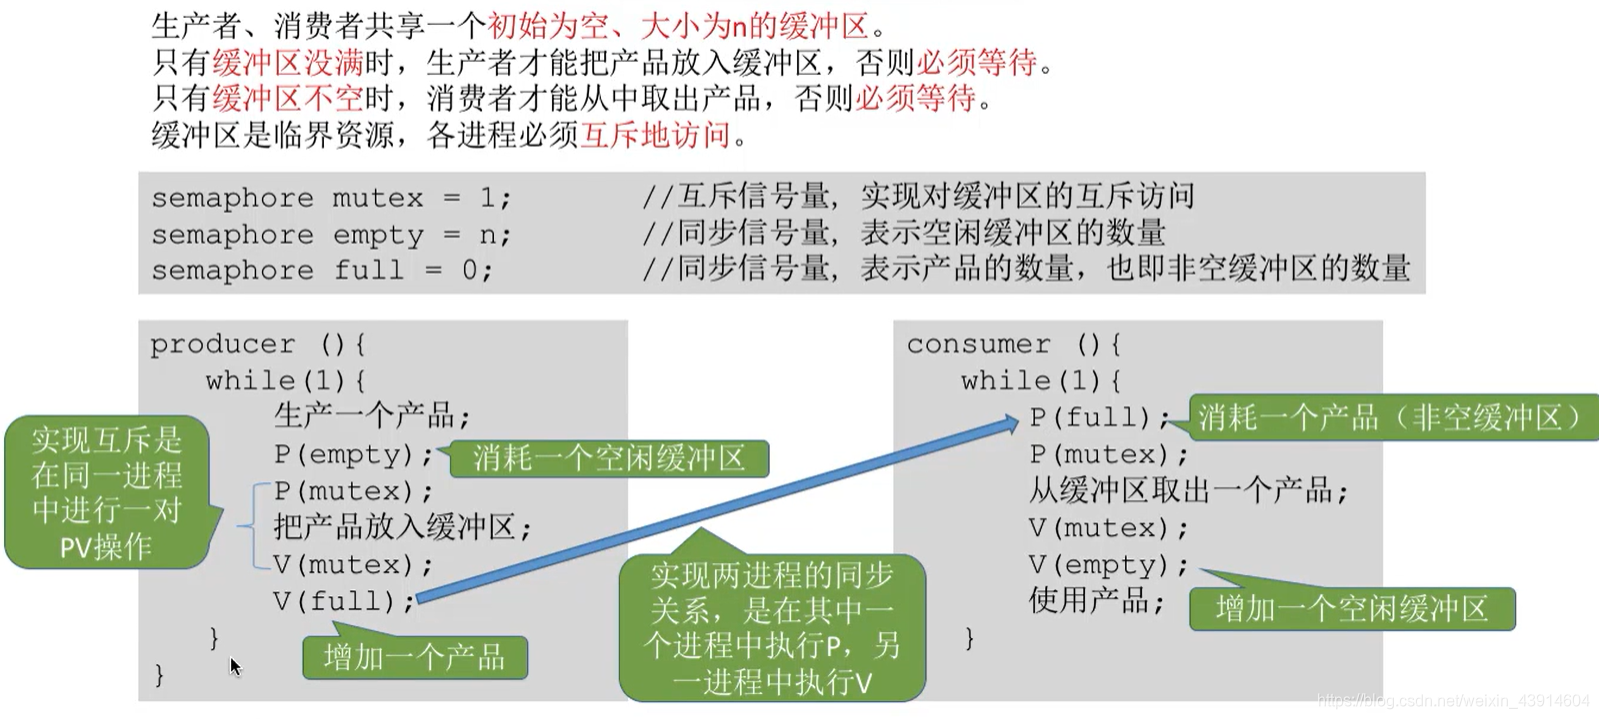 生产者、消费者共享一个初始为空、大小为n的缓冲区。
只有缓冲区没满时，生产者才能把产品放入缓冲区，否则必须等待。
只有缓冲区不空时，消费者才能从中取出产品，否则必须等待。
缓冲区是临界资源，各进程必须互斥地访问。
semaphore mutex = 1; //互斥信号量，实现对缓冲区的互斥访问
semaphore empty = n; //同步信号量，表示空闲缓冲区的数量
semaphore full = 0; //同步信号量，表示产品的数量，也即非空缓冲区的数量
producer (){
while(1){
生产一个产品;
P(empty);
P(mutex);
把产品放入缓冲区;
V(mutex);
V(full);
}
}
实现互斥是
在同一进程
中进行一对
PV操作
消耗一个空闲缓冲区
增加一个产品
实现两进程的同步
关系，是在其中一
个进程中执行P，另
一进程中执行V
consumer (){
while(1){
P(full);
P(mutex);
从缓冲区取出一个产品;
V(mutex);
V(empty);
使用产品;
}
消耗一个产品（非空缓冲区）
增加一个空闲缓冲区
https://blog.csdn.net/weixin_43914604